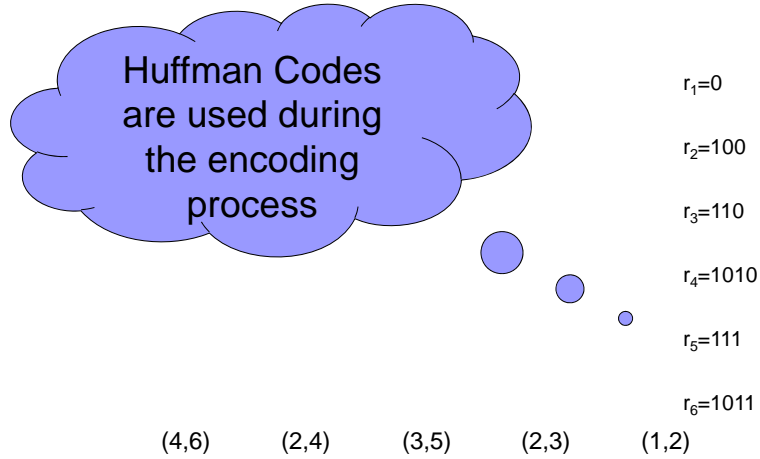 Huffman Codes
are used during
the encoding
process
r₁=0
r₂=100
r₃=110
r₄=1010
r₅=111
r₆=1011
(4,6) (2,4) (3,5) (2,3) (1,2)